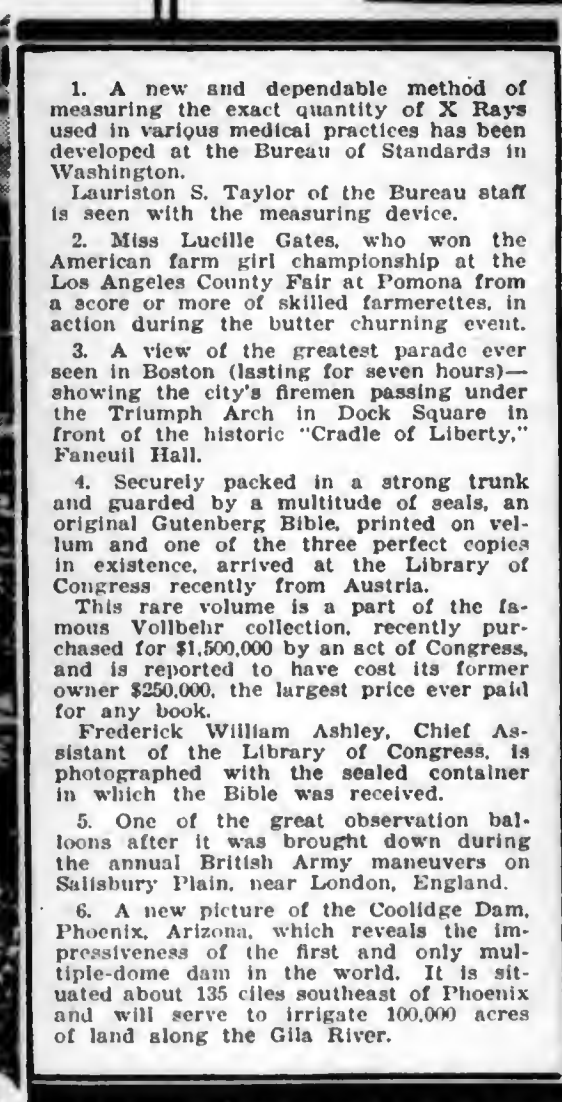 1. A new and dependable method of
measuring the exact quantity of X Rays
used in various medical practices has been
developed at the Bureau of Standards in
Washington.
Lauriston S. Taylor of the Bureau staff
is seen with the measuring device.
2. Miss Lucille Gates, who won the
American farm girl championship at the
Los Angeles County Fair at Pomona from
a score or more of skilled farmerettes, in
action during the butter churning event.
3. A view of the greatest parade ever
seen in Boston (lasting for seven hours)—
showing the city's firemen passing under
the Triumph Arch in Dock Square in
front of the historic "Cradle of Liberty,"
Faneuil Hall.
4. Securely packed in a strong trunk
and guarded by a multitude of seals, an
original Gutenberg Bible, printed on vel-
lum and one of the three perfect copies
in existence, arrived at the Library of
Congress recently from Austria.
This rare volume is a part of the fa-
mous Vollbehr collection, recently pur-
chased for $1,500,000 by an act of Congress,
and is reported to have cost its former
owner $250,000, the largest price ever paid
for any book.
Frederick William Ashley, Chief As-
sistant of the Library of Congress, is
photographed with the sealed container
in which the Bible was received.
5. One of the great observation bal-
loons after it was brought down during
the annual British Army maneuvers on
Salisbury Plain, near London, England.
6. A new picture of the Coolidge Dam,
Phoenix, Arizona, which reveals the im-
pressiveness of the first and only mul-
tiple-dome dam in the world. It is sit-
uated about 135 ciles southeast of Phoenix
and will serve to irrigate 100,000 acres
of land along the Gila River.